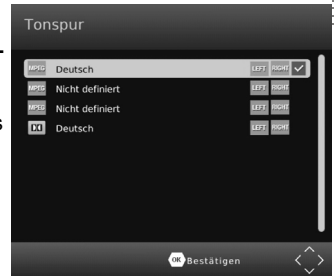 Tonspur
MPEG Deutsch LEFT RIGHT
MPEG Nicht definiert LEFT RIGHT
MPEG Nicht definiert LEFT RIGHT
Deutsch LEFT RIGHT
s
OK Bestätigen